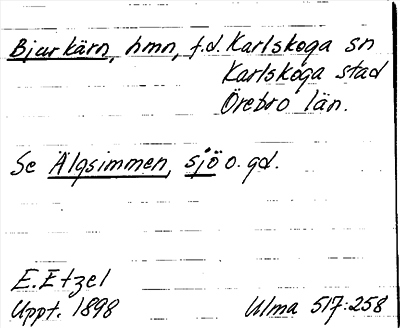 Bjurkärn, hmn, f.d. Karlskoga sn
Karlskoga stad
Örebro län.
Se Älgsimmen, sjö o. gd.
E. Etzel
Uppt. 1898
Ulma 517:258